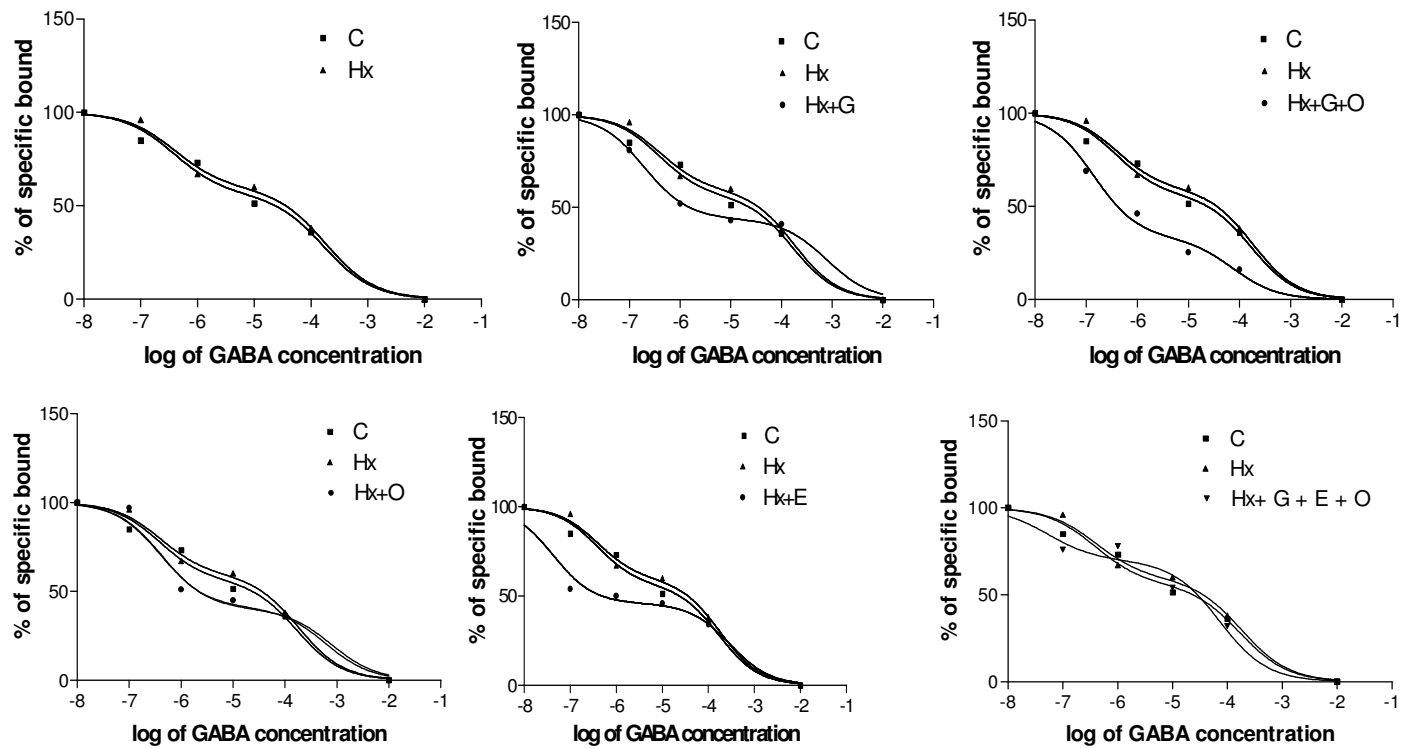 150
100
50
0
-8 -7 -6 -5 -4 -3 -2 -1
% of specific bound
log of GABA concentration
C
Hx
150
100
50
0
-8 -7 -6 -5 -4 -3 -2 -1
% of specific bound
log of GABA concentration
C
Hx
Hx+G
150
100
50
0
-8 -7 -6 -5 -4 -3 -2 -1
% of specific bound
log of GABA concentration
C
Hx
Hx+G+O
150
100
50
0
-8 -7 -6 -5 -4 -3 -2 -1
% of specific bound
log of GABA concentration
C
Hx
Hx+O
150
100
50
0
-8 -7 -6 -5 -4 -3 -2 -1
% of specific bound
log of GABA concentration
C
Hx
Hx+E
150
100
50
0
-8 -7 -6 -5 -4 -3 -2 -1
% of specific bound
log of GABA concentration
C
Hx
Hx+ G + E + O